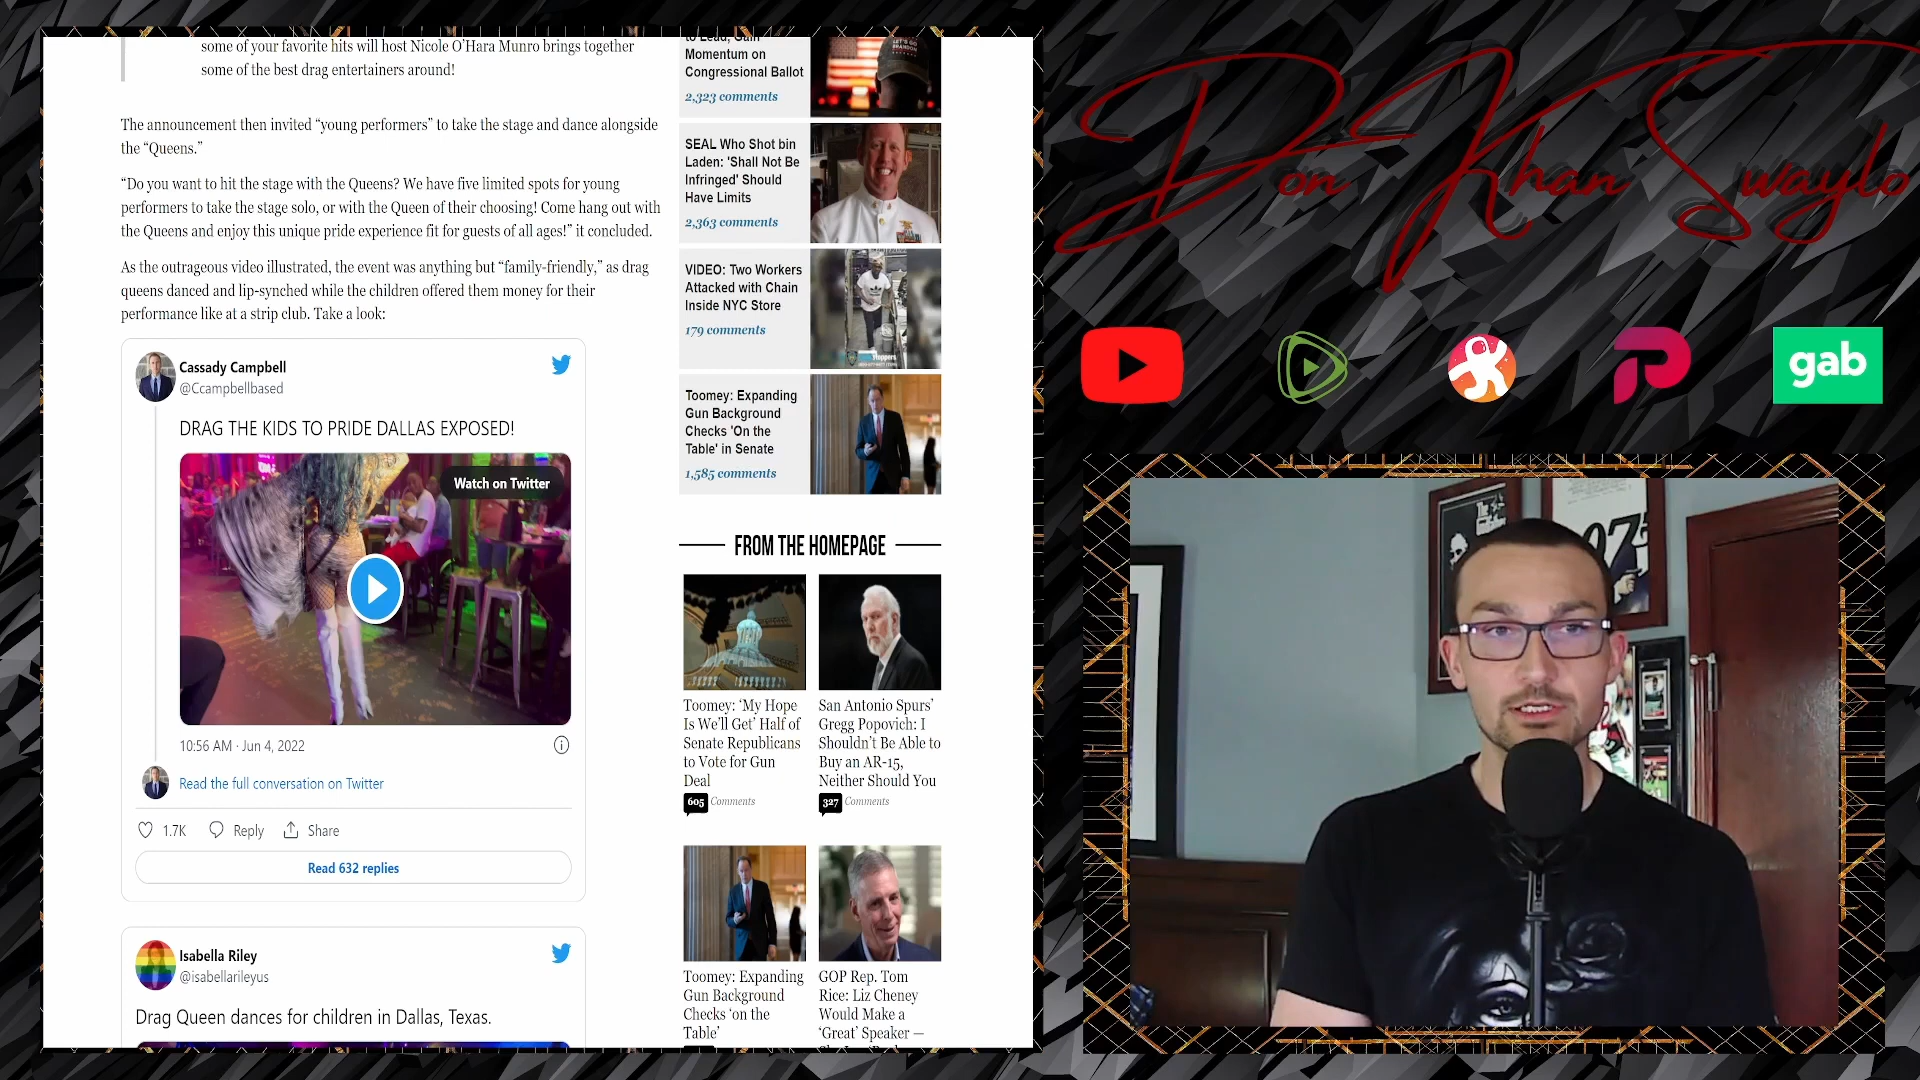 some of your favorite hits will host Nicole O'Hara Munro brings together
some of the best drag entertainers around!
The announcement then invited “young performers” to take the stage and dance alongside
the “Queens.”
“Do you want to hit the stage with the Queens? We have five limited spots for young
performers to take the stage solo, or with the Queen of their choosing! Come hang out with
the Queens and enjoy this unique pride experience fit for guests of all ages!” it concluded.
As the outrageous video illustrated, the event was anything but “family-friendly,” as drag
queens danced and lip-synched while the children offered them money for their
performance like at a strip club. Take a look:
Cassady Campbell
@Ccampbellbased
DRAG THE KIDS TO PRIDE DALLAS EXPOSED!
Watch on Twitter
10:56 AM · Jun 4, 2022
Read the full conversation on Twitter
1.7K
Reply
Share
Read 632 replies
Isabella Riley
@isabellarileyus
Drag Queen dances for children in Dallas, Texas.
to Lead, Gain
Momentum on
Congressional Ballot
2,323 comments
SEAL Who Shot bin
Laden: 'Shall Not Be
Infringed' Should
Have Limits
2,363 comments
VIDEO: Two Workers
Attacked with Chain
Inside NYC Store
179 comments
Toomey: Expanding
Gun Background
Checks 'On the
Table' in Senate
1,585 comments
FROM THE HOMEPAGE
Toomey: ‘My Hope
Is We’ll Get’ Half of
Senate Republicans
to Vote for Gun
Deal
605 Comments
San Antonio Spurs’
Gregg Popovich: I
Shouldn’t Be Able to
Buy an AR-15,
Neither Should You
327 Comments
Toomey: Expanding
Gun Background
Checks ‘on the
Table’
GOP Rep. Tom
Rice: Liz Cheney
Would Make a
‘Great’ Speaker —
Don Khan Swaylo
gab